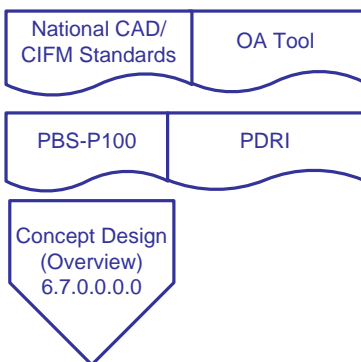 National CAD/
CIFM Standards
OA Tool
PBS-P100
PDRI
Concept Design
(Overview)
6.7.0.0.0.0